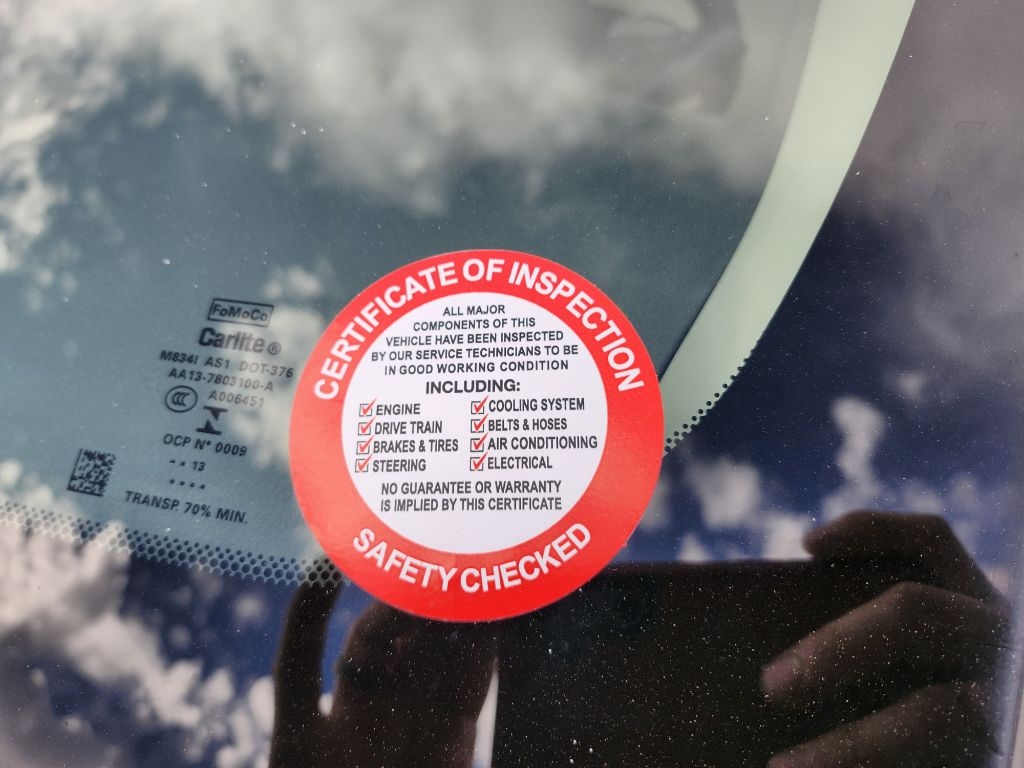 FoMoCo
Carlite®
M834I AS1 DOT-376
AA13-7803100-A
CCC A006451
OCP N° 0009
•• 13
••••
TRANSP. 70% MIN.
CERTIFICATE OF INSPECTION
ALL MAJOR
COMPONENTS OF THIS
VEHICLE HAVE BEEN INSPECTED
BY OUR SERVICE TECHNICIANS TO BE
IN GOOD WORKING CONDITION
INCLUDING:
ENGINE COOLING SYSTEM
DRIVE TRAIN BELTS & HOSES
BRAKES & TIRES AIR CONDITIONING
STEERING ELECTRICAL
NO GUARANTEE OR WARRANTY
IS IMPLIED BY THIS CERTIFICATE
SAFETY CHECKED